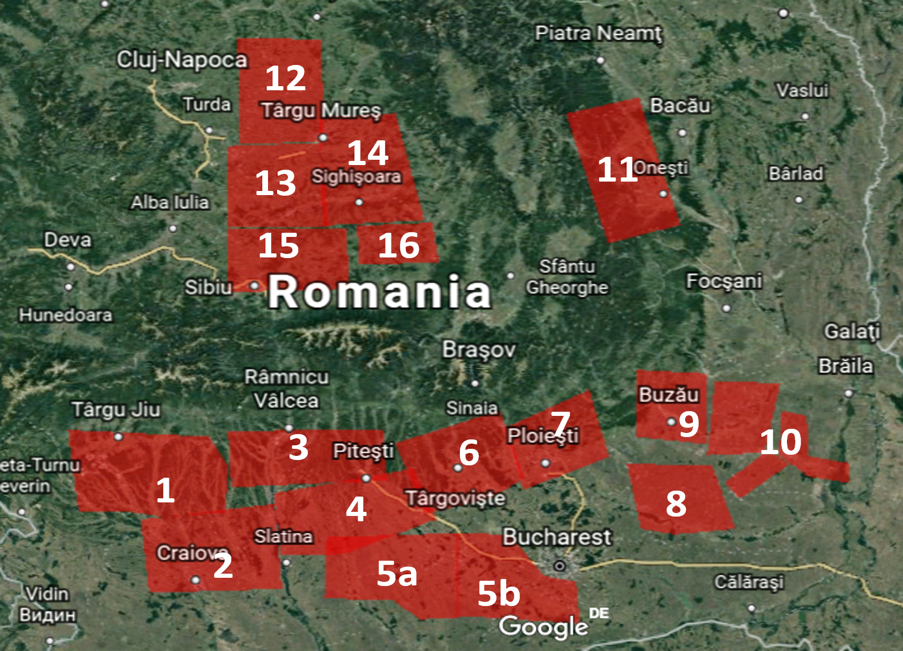 Piatra Neamţ
Cluj-Napoca
12
Turda
Târgu Mureş
Bacău
Vaslui
14
13
Sighişoara
11
Oneşti
Bârlad
Alba Iulia
Deva
15
16
Sibiu
Romania
Sfântu
Gheorghe
Focşani
Hunedoara
Galaţi
Braşov
Brăila
Râmnicu
Vâlcea
Buzău
Târgu Jiu
Sinaia
7
9
Ploieşti
3
Piteşti
6
10
eta-Turnu
everin
1
Târgovişte
4
8
Slatina
Bucharest
Craiova
2
5a
5b
Călăraşi
Vidin
Видин
Google
DE